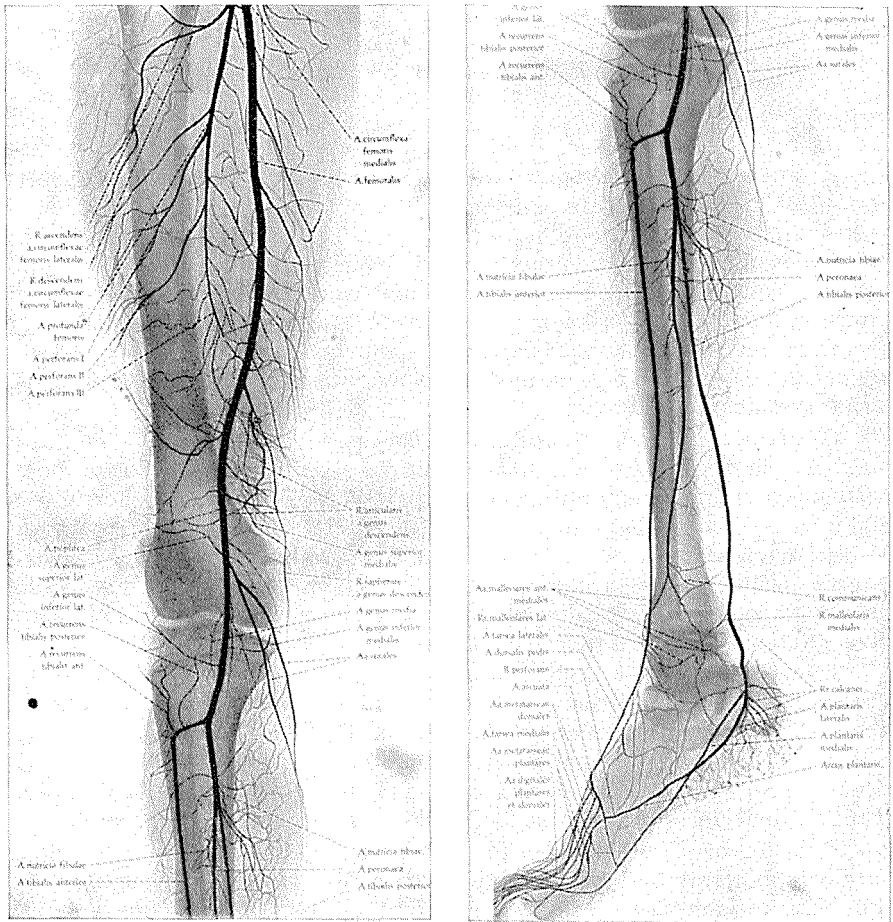 A. circumflexa
femoris
medialis
A. femoralis
R. ascendens
a. circumflexae
femoris lateralis
R. descendens
a. circumflexae
femoris lateralis
A. profunda
femoris
A. perforans I
A. perforans II
A. perforans III
R. articularis
a. genus
descendens
A. genus superior
medialis
R. saphenus
a. genus descend
A. genus media
A. genus inferior
medialis
Aa. surales
A. poplitea
A. genus
superior lat.
A. genus
inferior lat.
A. recurrens
tibialis posterior
A. recurrens
tibialis ant.
A. nutricia fibulae
A. tibialis anterior
A. nutricia tibiae
A. peronaea
A. tibialis posterior
A. genus
inferior lat.
A. recurrens
tibialis posterior
A. recurrens
tibialis ant.
A. genus media
A. genus inferior
medialis
Aa. surales
A. nutricia fibulae
A. tibialis anterior
A. nutricia tibiae
A. peronaea
A. tibialis posterior
Aa. malleolares ant.
mediales
Rr. malleolares lat.
A. tarsea lateralis
A. dorsalis pedis
R. perforans
A. arcuata
Aa. metatarseae
dorsales
A. tarsea medialis
Aa. metatarseae
plantares
Aa. digitales
plantares
et dorsales
R. communicans
R. malleolaris
medialis
Rr. calcanei
A. plantaris
lateralis
A. plantaris
medialis
Arcus plantaris